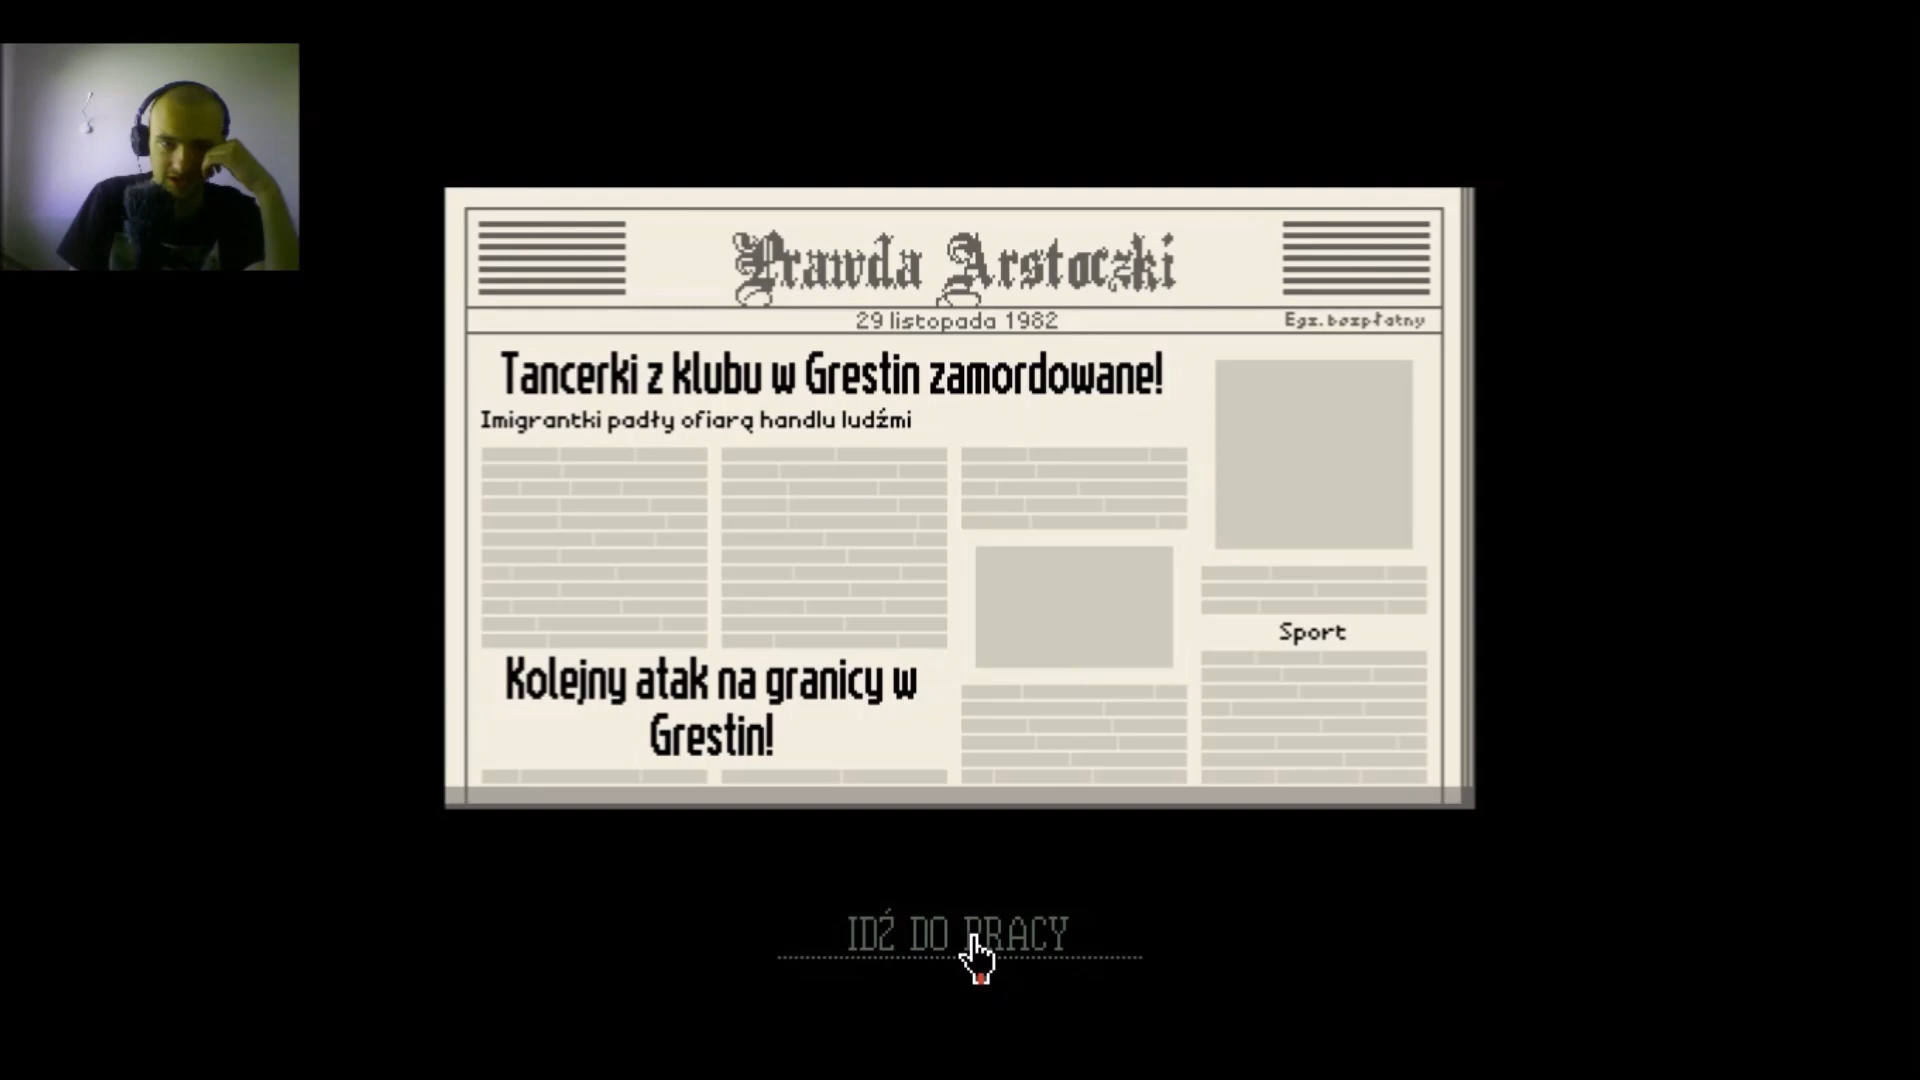 Prawda Arstoczki
29 listopada 1982
Egz. bezpłatny
Tancerki z klubu w Grestin zamordowane!
Imigrantki padły ofiarą handlu ludźmi
Sport
Kolejny atak na granicy w
Grestin!
IDŹ DO PRACY